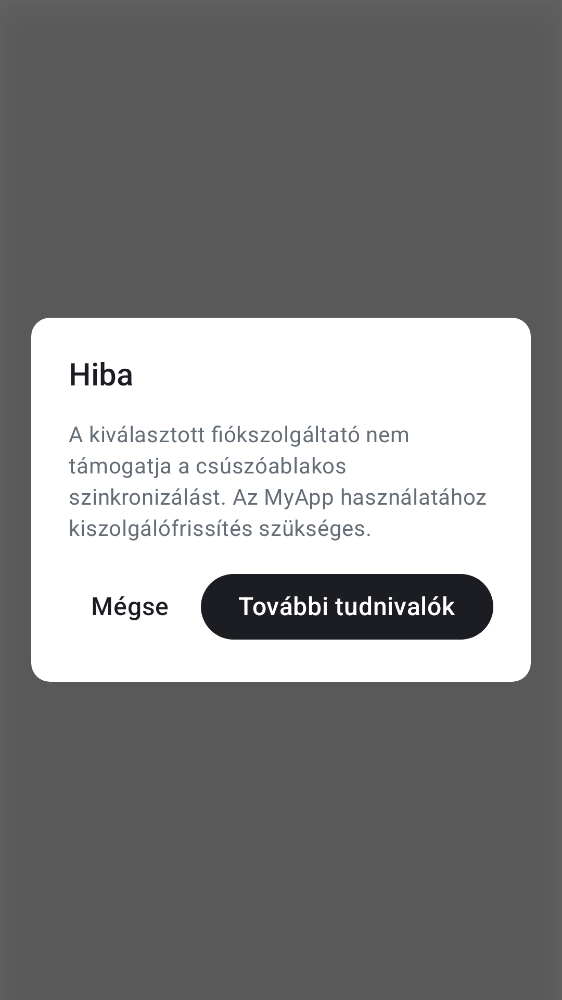 Hiba
A kiválasztott fiókszolgáltató nem
támogatja a csúszóablakos
szinkronizálást. Az MyApp használatához
kiszolgálófrissítés szükséges.
Mégse
További tudnivalók